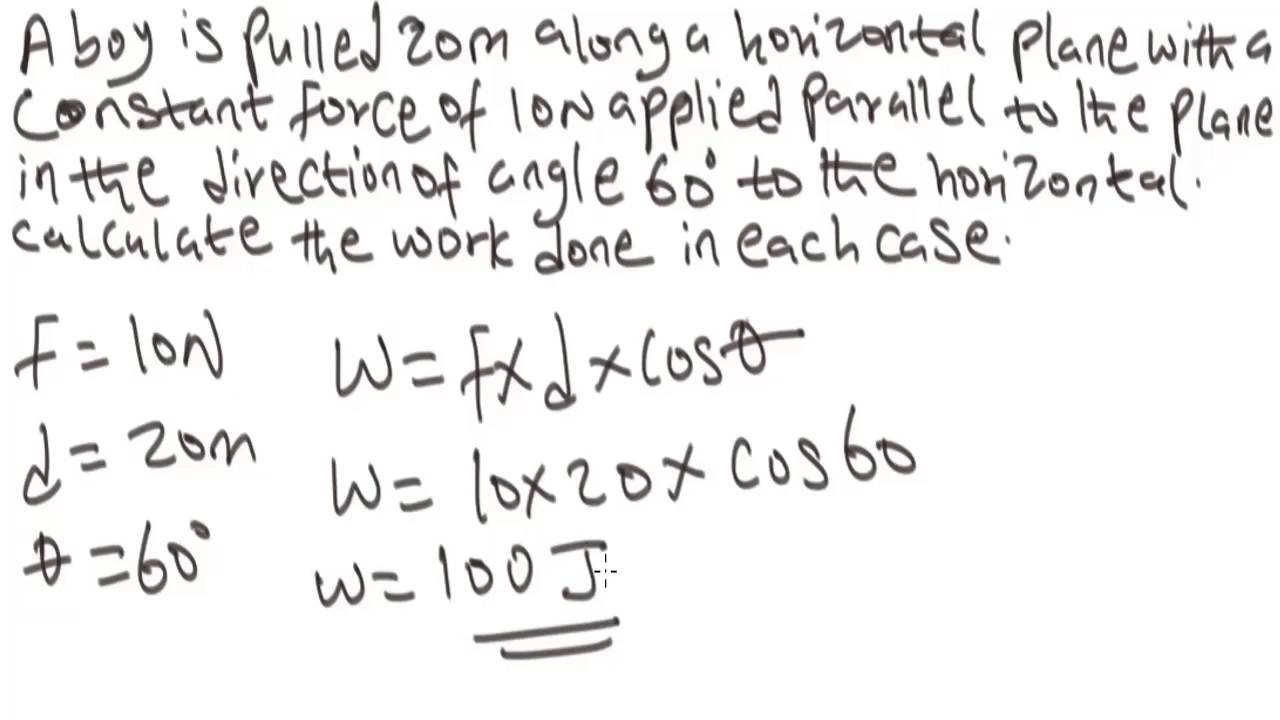 A boy is pulled 20m along a horizontal plane with a
constant force of 10N applied parallel to the plane
in the direction of angle 60° to the horizontal.
calculate the work done in each case.
F = 10N W = F x d x cosθ
d = 20m W = 10 x 20 x cos 60
θ = 60° W = 100 J